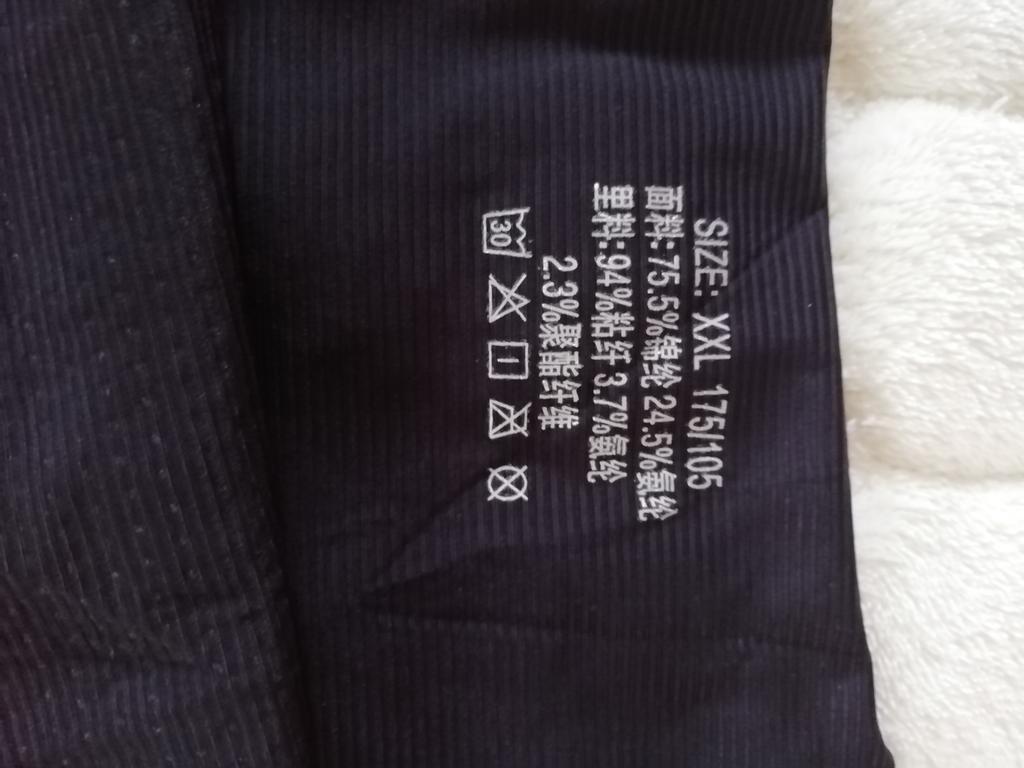 SIZE: XXL 175/105
面料:75.5%锦纶 24.5%氨纶
里料:94%粘纤 3.7%氨纶
2.3%聚酯纤维
30